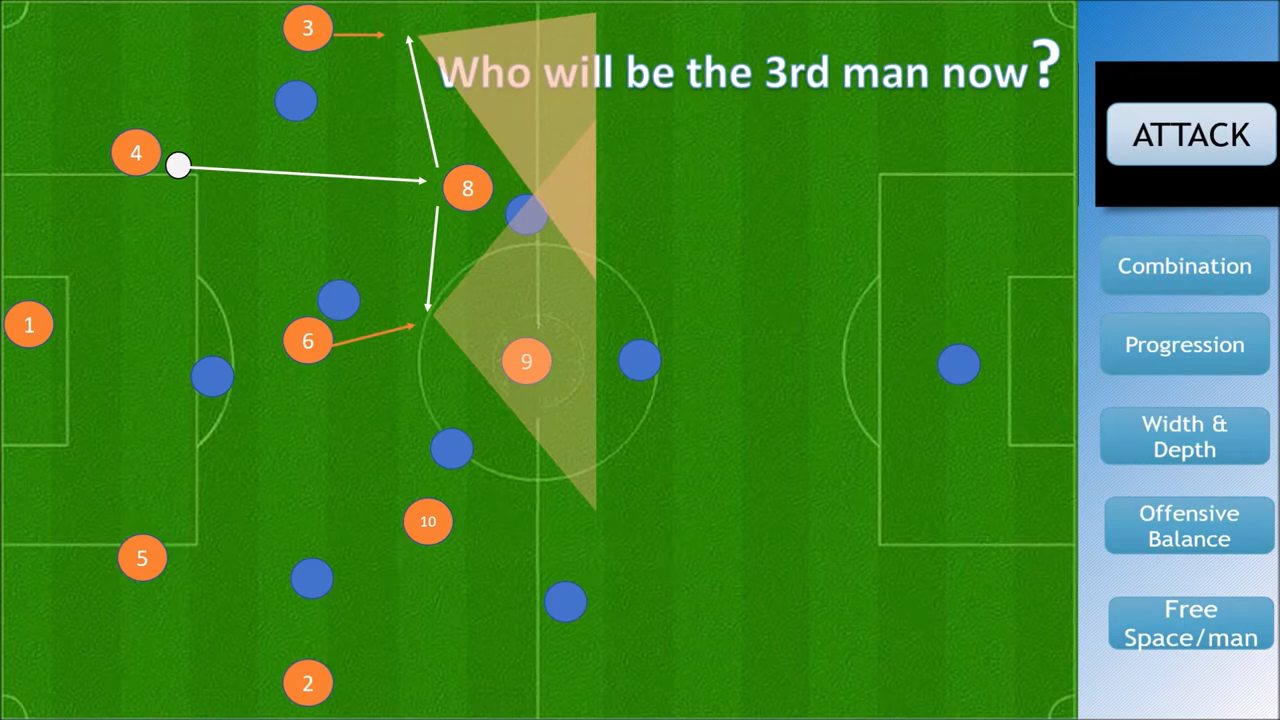 3
Who will be the 3rd man now?
4
8
1
6
9
10
5
2
ATTACK
Combination
Progression
Width &
Depth
Offensive
Balance
Free
Space/man